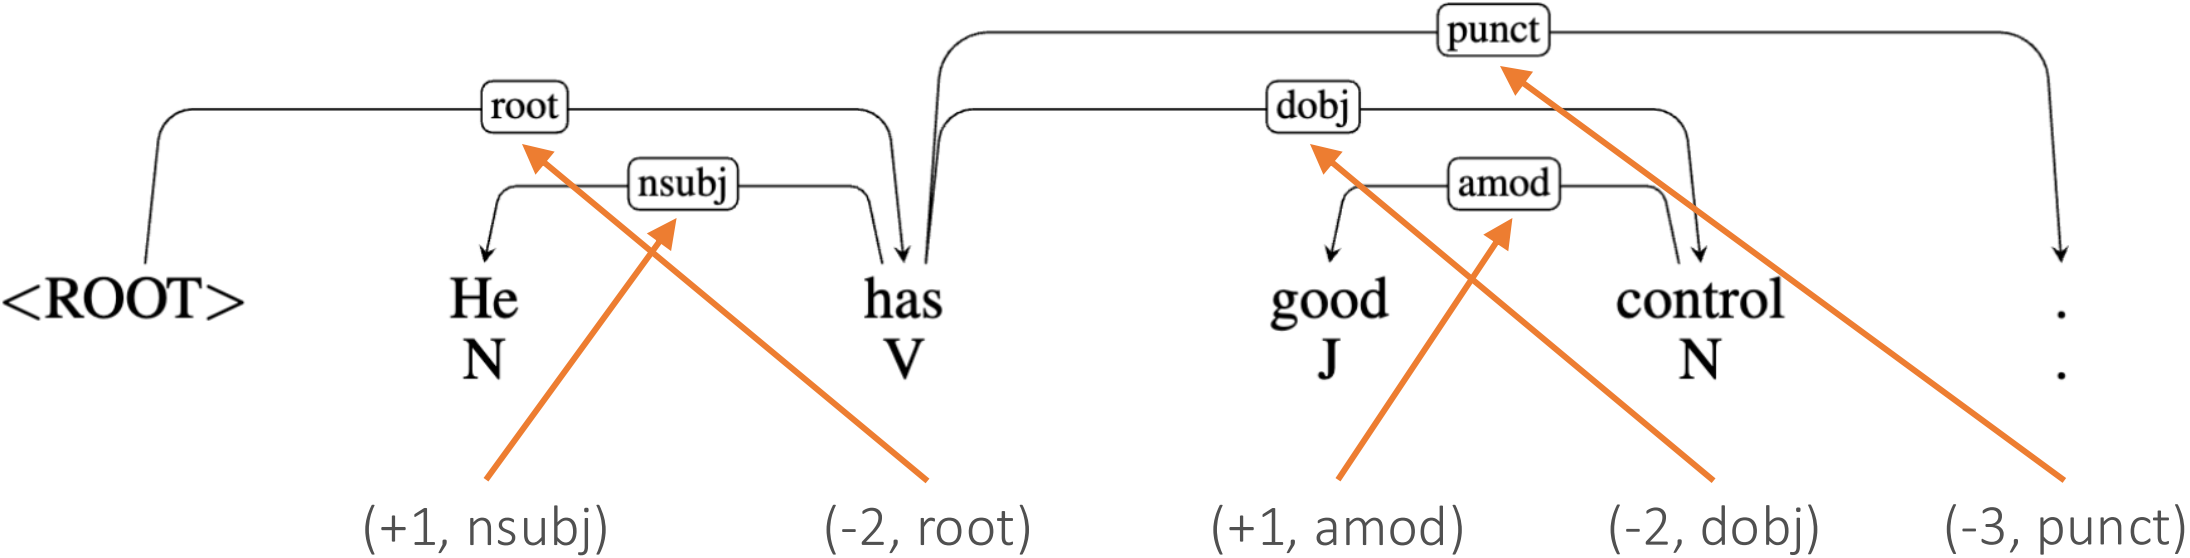 punct
root dobj
nsubj amod
<ROOT> He has good control .
N V J N .
(+1, nsubj) (-2, root) (+1, amod) (-2, dobj) (-3, punct)